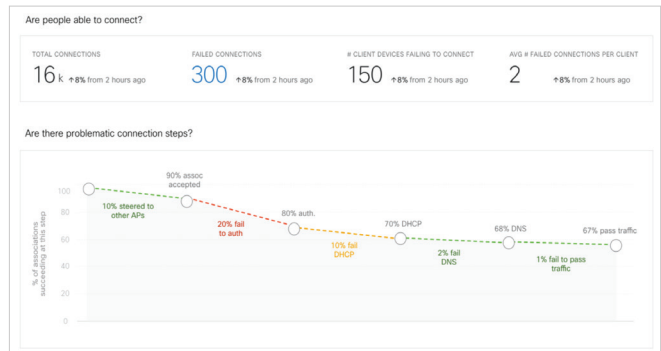 Are people able to connect?
TOTAL CONNECTIONS
16 k ↑8% from 2 hours ago
FAILED CONNECTIONS
300 ↑8% from 2 hours ago
# CLIENT DEVICES FAILING TO CONNECT
150 ↑8% from 2 hours ago
AVG # FAILED CONNECTIONS PER CLIENT
2 ↑8% from 2 hours ago
Are there problematic connection steps?
% of associations
succeeding at this step
100
80
60
40
20
0
10% steered to
other APs
90% assoc
accepted
20% fail
to auth
80% auth.
10% fail
DHCP
70% DHCP
2% fail
DNS
68% DNS
1% fail to pass
traffic
67% pass traffic